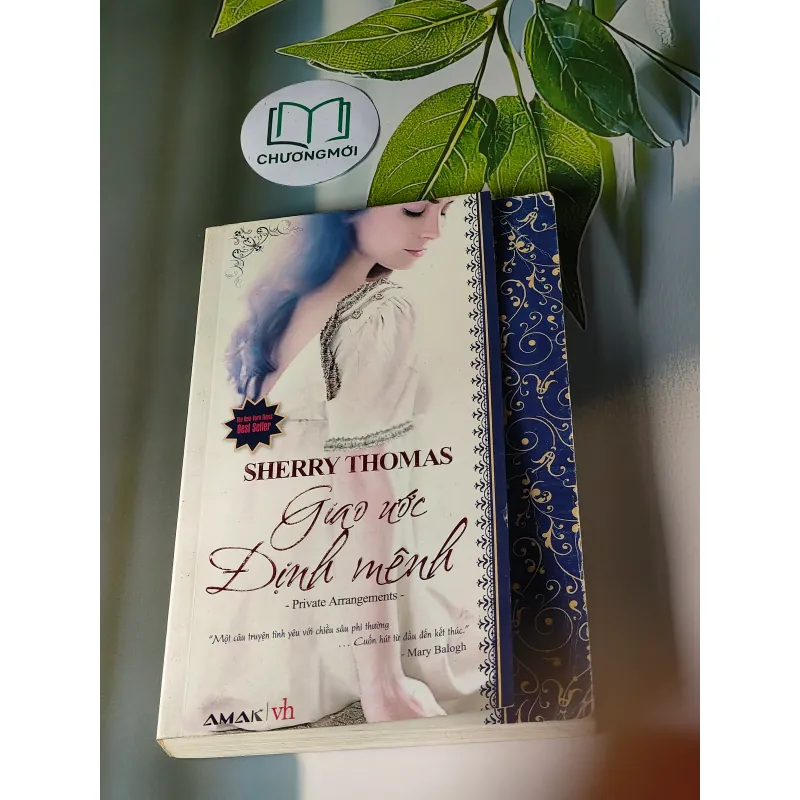 CHƯƠNGMỚI
The New York Times
Best Seller
SHERRY THOMAS
Giao ước
Định mệnh
- Private Arrangements -
"Một câu truyện tình yêu với chiều sâu phi thường
... Cuốn hút từ đầu đến kết thúc."
- Mary Balogh
AMAK vh